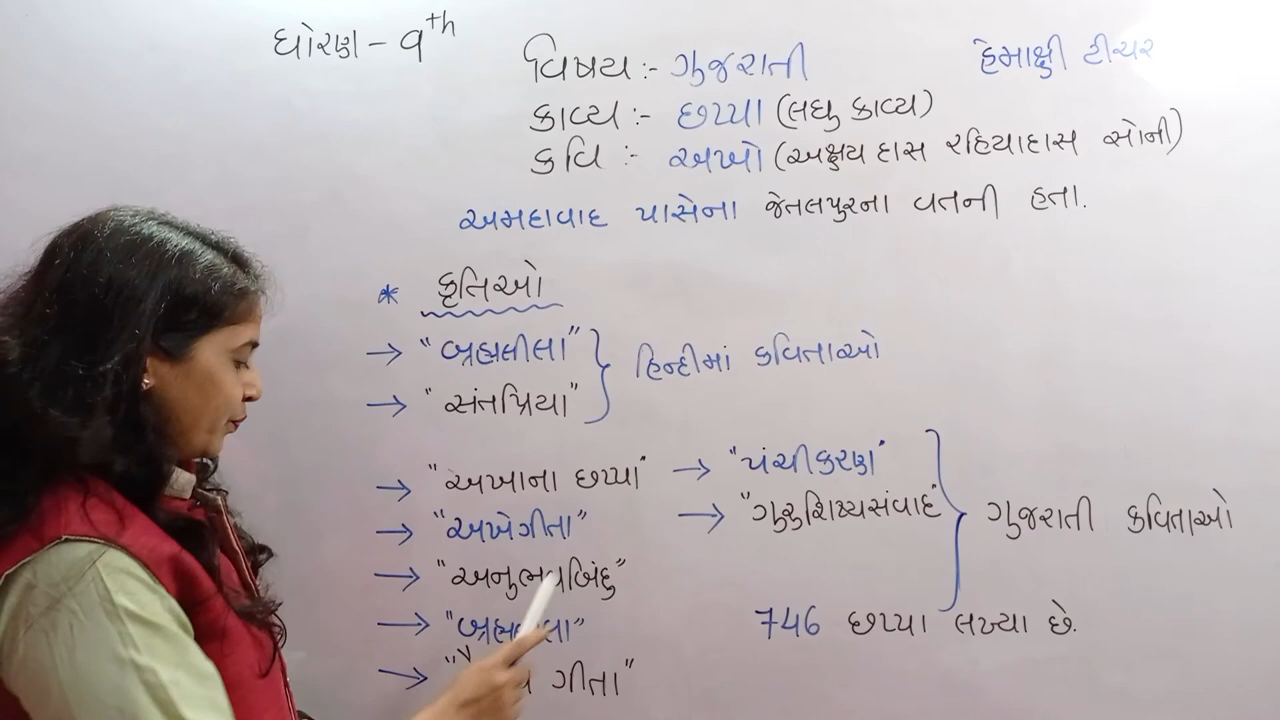 ધોરણ - 9th
વિષય :- ગુજરાતી
હેમાક્ષી ટીચર
કાવ્ય :- છપ્પા (લઘુ કાવ્ય)
કવિ :- અખો (અક્ષય દાસ રહિયાદાસ સોની)
અમદાવાદ પાસેના જેતલપુરના વતની હતા.
* કૃતિઓ
→ "બ્રહ્મલીલા"
→ "સંતપ્રિયા"
} હિન્દીમાં કવિતાઓ
→ "અખાના છપ્પા"
→ "અખેગીતા"
→ "અનુભવબિંદુ"
→ "બ્રહ્મલીલા"
→ ગીતા"
→ "પંચીકરણ"
→ "ગુરુશિષ્યસંવાદ"
} ગુજરાતી કવિતાઓ
746 છપ્પા લખ્યા છે.